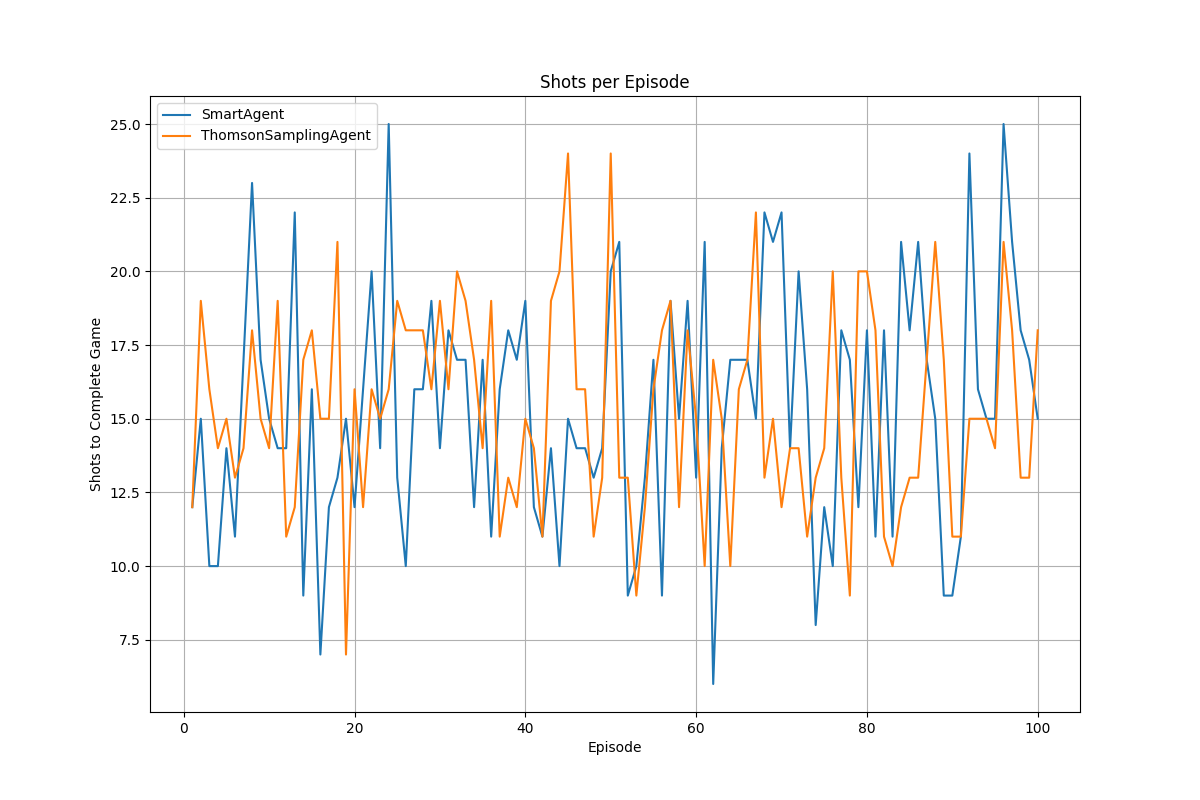 Shots per Episode
SmartAgent
ThomsonSamplingAgent
Shots to Complete Game
25.0
22.5
20.0
17.5
15.0
12.5
10.0
7.5
0 20 40 60 80 100
Episode